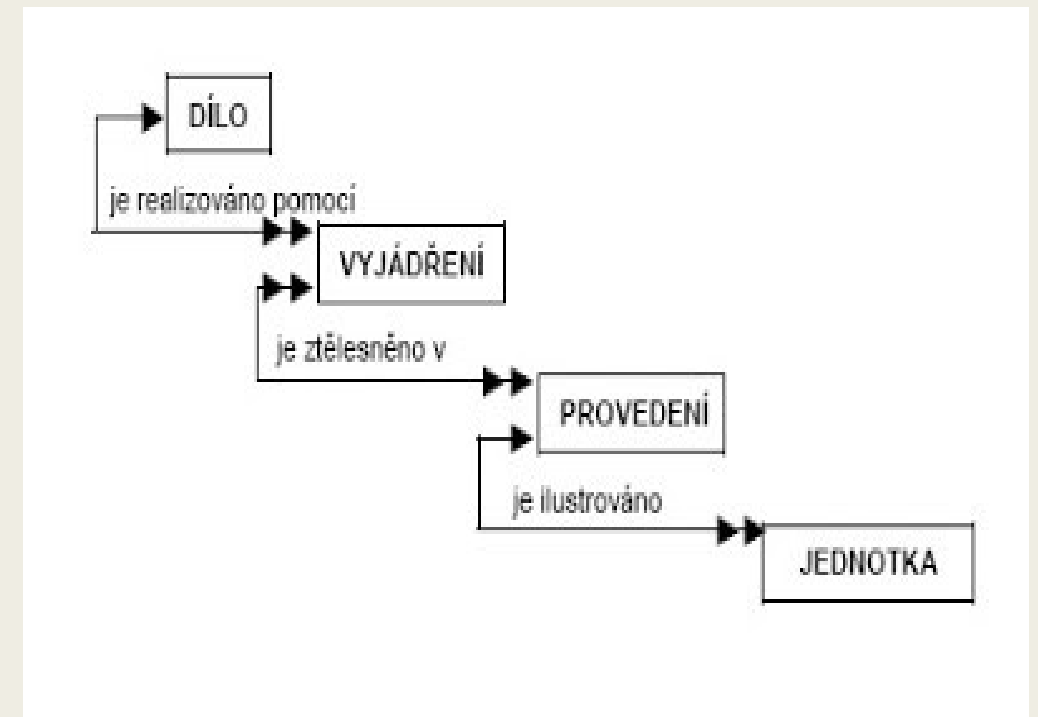 DÍLO
je realizováno pomocí
VYJÁDŘENÍ
je ztělesněno v
PROVEDENÍ
je ilustrováno
JEDNOTKA